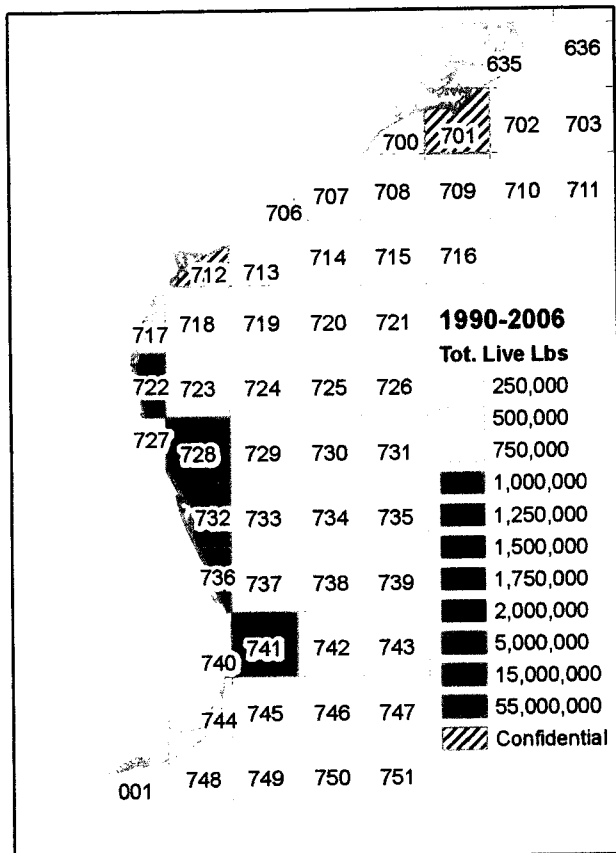 636
635
700 701 702 703
706 707 708 709 710 711
712 713 714 715 716
717 718 719 720 721
722 723 724 725 726
727 728 729 730 731
732 733 734 735
736 737 738 739
740 741 742 743
744 745 746 747
001 748 749 750 751
1990-2006
Tot. Live Lbs
250,000
500,000
750,000
1,000,000
1,250,000
1,500,000
1,750,000
2,000,000
5,000,000
15,000,000
55,000,000
Confidential